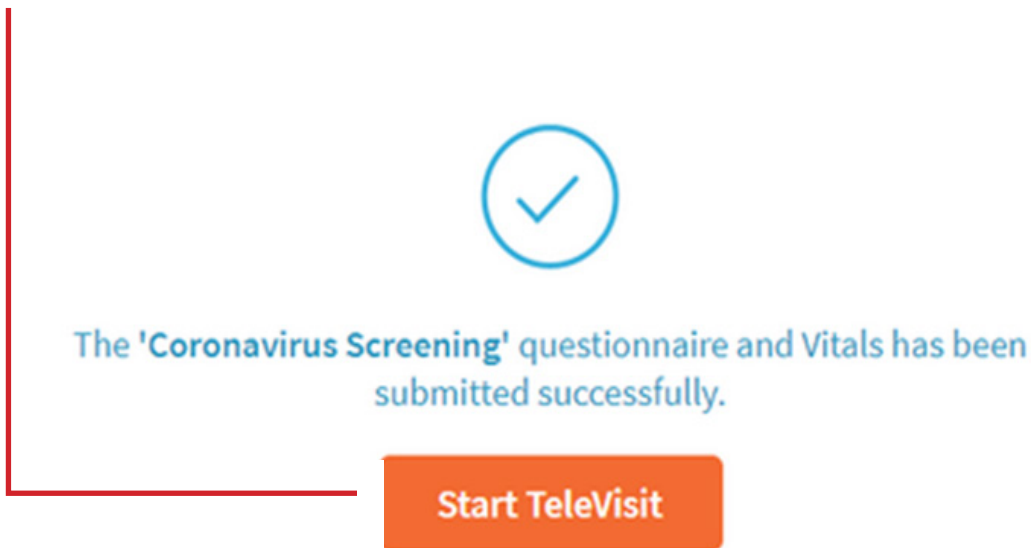 The 'Coronavirus Screening' questionnaire and Vitals has been
submitted successfully.
Start TeleVisit